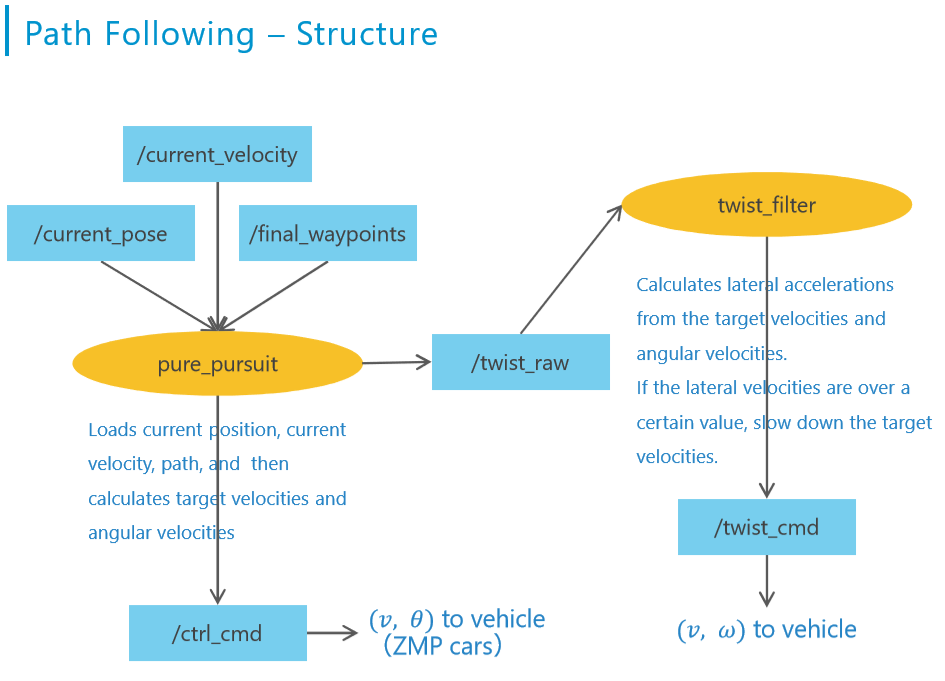 Path Following – Structure
/current_velocity
/current_pose
/final_waypoints
pure_pursuit
Loads current position, current
velocity, path, and then
calculates target velocities and
angular velocities
/ctrl_cmd
(v, θ) to vehicle
(ZMP cars)
/twist_raw
twist_filter
Calculates lateral accelerations
from the target velocities and
angular velocities.
If the lateral velocities are over a
certain value, slow down the target
velocities.
/twist_cmd
(v, ω) to vehicle